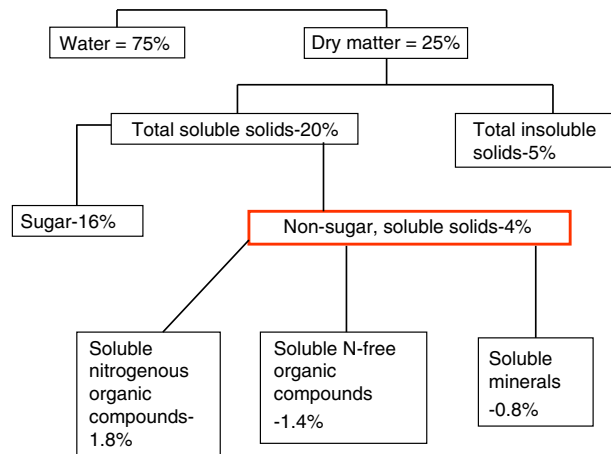 Water = 75%
Dry matter = 25%
Total soluble solids-20%
Total insoluble
solids-5%
Sugar-16%
Non-sugar, soluble solids-4%
Soluble
nitrogenous
organic
compounds-
1.8%
Soluble N-free
organic
compounds
-1.4%
Soluble
minerals
-0.8%